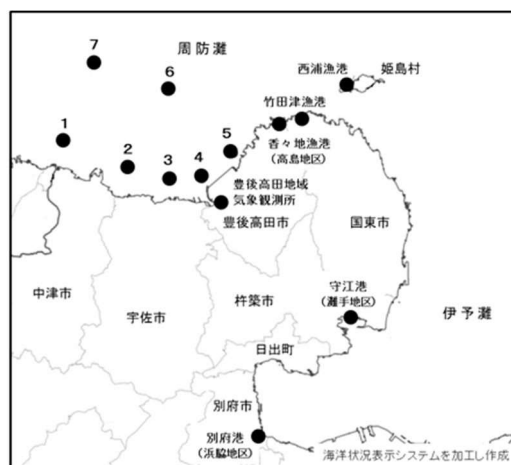 7
周防灘
6
西浦漁港
姫島村
竹田津漁港
1
5
香々地漁港
(高島地区)
2
3
4
豊後高田地域
気象観測所
豊後高田市
国東市
中津市
宇佐市
杵築市
守江港
(灘手地区)
伊予灘
日出町
別府市
別府港
(浜脇地区)
海洋状況表示システムを加工し作成